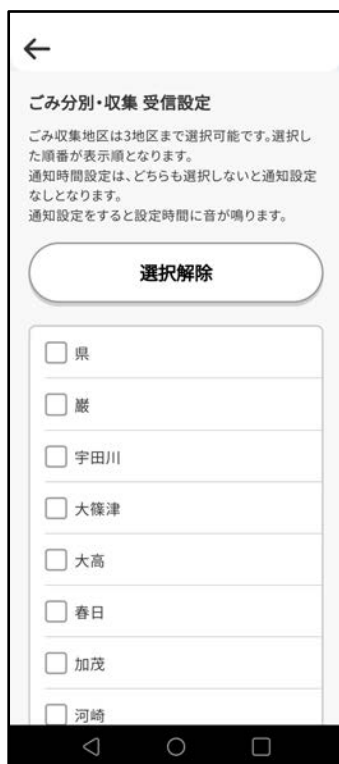 ごみ分別・収集 受信設定
ごみ収集地区は3地区まで選択可能です。選択し
た順番が表示順となります。
通知時間設定は、どちらも選択しないと通知設定
なしとなります。
通知設定をすると設定時間に音が鳴ります。
選択解除
県
巌
宇田川
大篠津
大高
春日
加茂
河崎